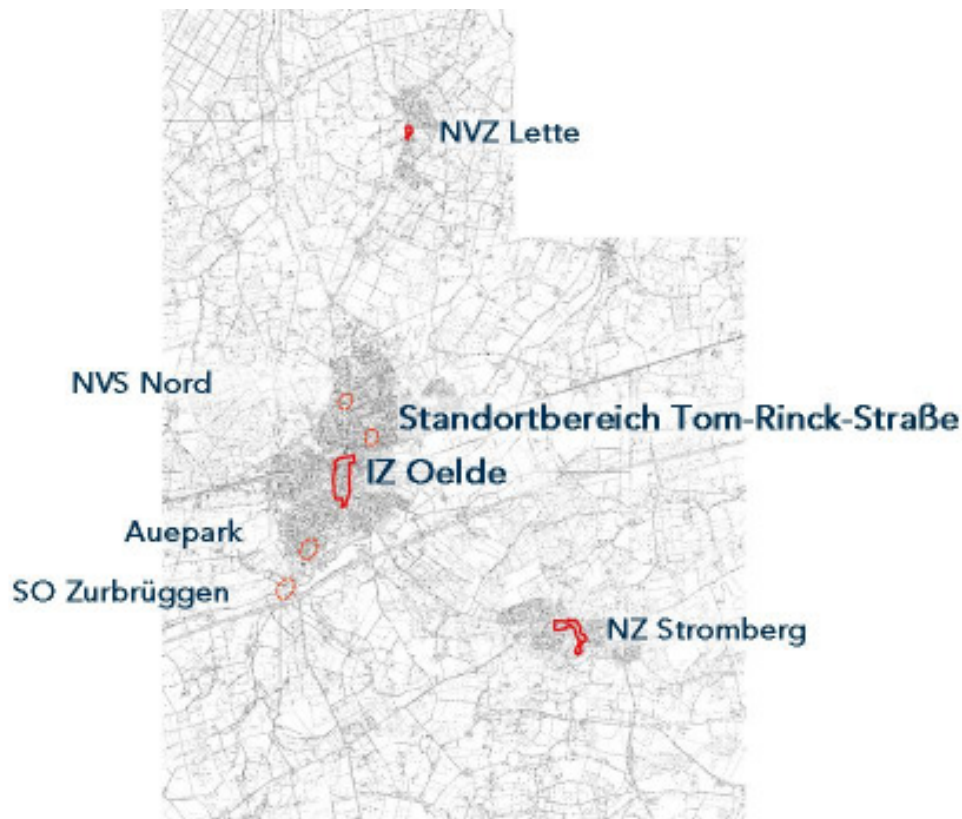 NVZ Lette
NVS Nord
Standortbereich Tom-Rinck-Straße
IZ Oelde
Auepark
SO Zurbrüggen
NZ Stromberg